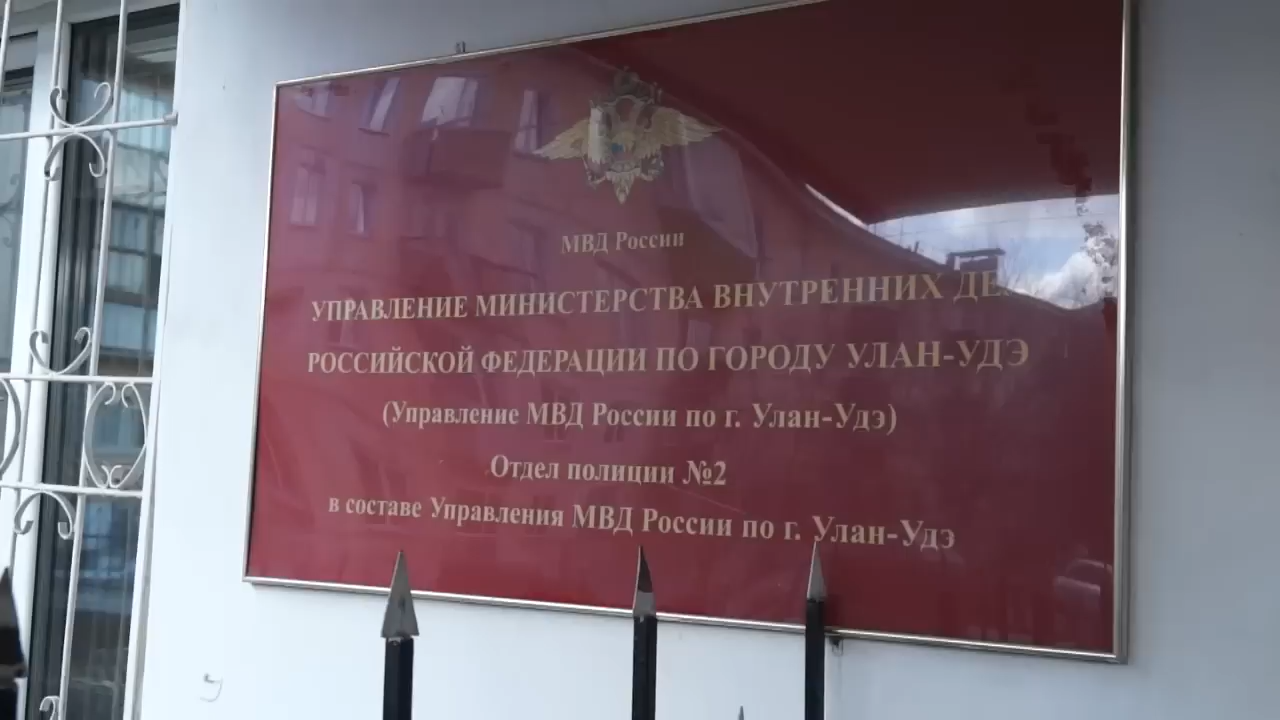 МВД России
УПРАВЛЕНИЕ МИНИСТЕРСТВА ВНУТРЕННИХ ДЕЛ
РОССИЙСКОЙ ФЕДЕРАЦИИ ПО ГОРОДУ УЛАН-УДЭ
(Управление МВД России по г. Улан-Удэ)
Отдел полиции №2
в составе Управления МВД России по г. Улан-Удэ